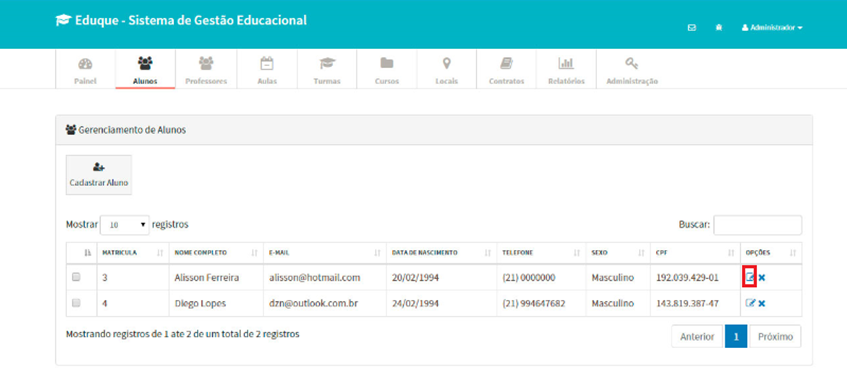 Eduque - Sistema de Gestão Educacional
Administrador
Painel Alunos Professores Aulas Turmas Cursos Locais Contratos Relatórios Administração
Gerenciamento de Alunos
Cadastrar Aluno
Mostrar 10 registros Buscar:
MATRICULA NOME COMPLETO E-MAIL DATA DE NASCIMENTO TELEFONE SEXO CPF OPÇÕES
3 Alisson Ferreira alisson@hotmail.com 20/02/1994 (21) 0000000 Masculino 192.039.429-01
4 Diego Lopes dzn@outlook.com.br 24/02/1994 (21) 994647682 Masculino 143.819.387-47
Mostrando registros de 1 ate 2 de um total de 2 registros
Anterior 1 Próximo